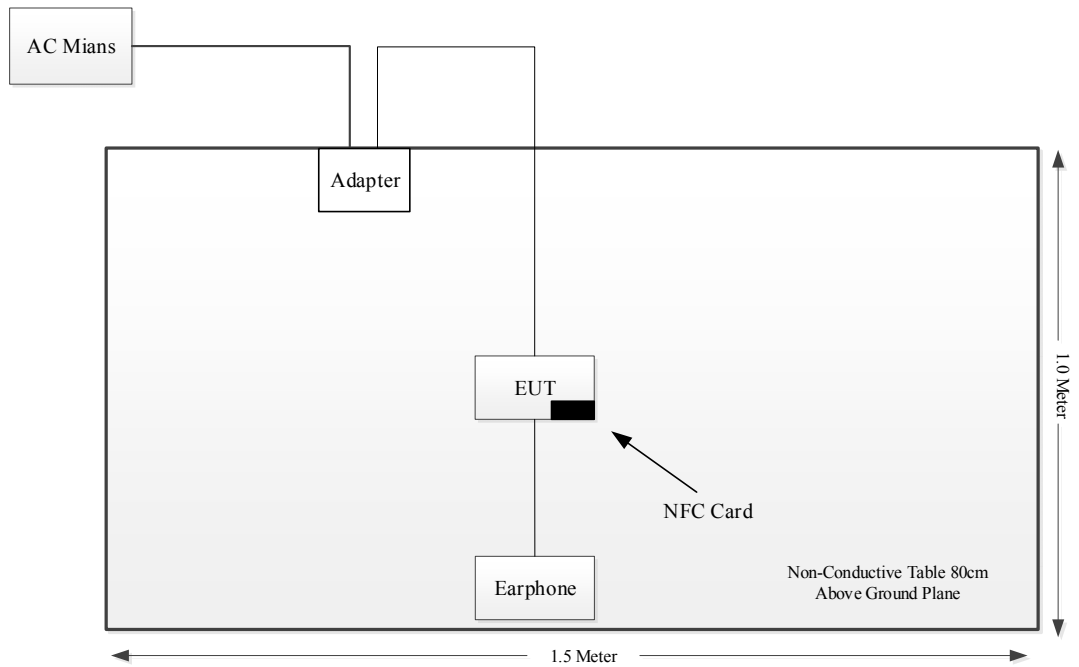 AC Mians
Adapter
EUT
NFC Card
Earphone
Non-Conductive Table 80cm
Above Ground Plane
1.0 Meter
1.5 Meter